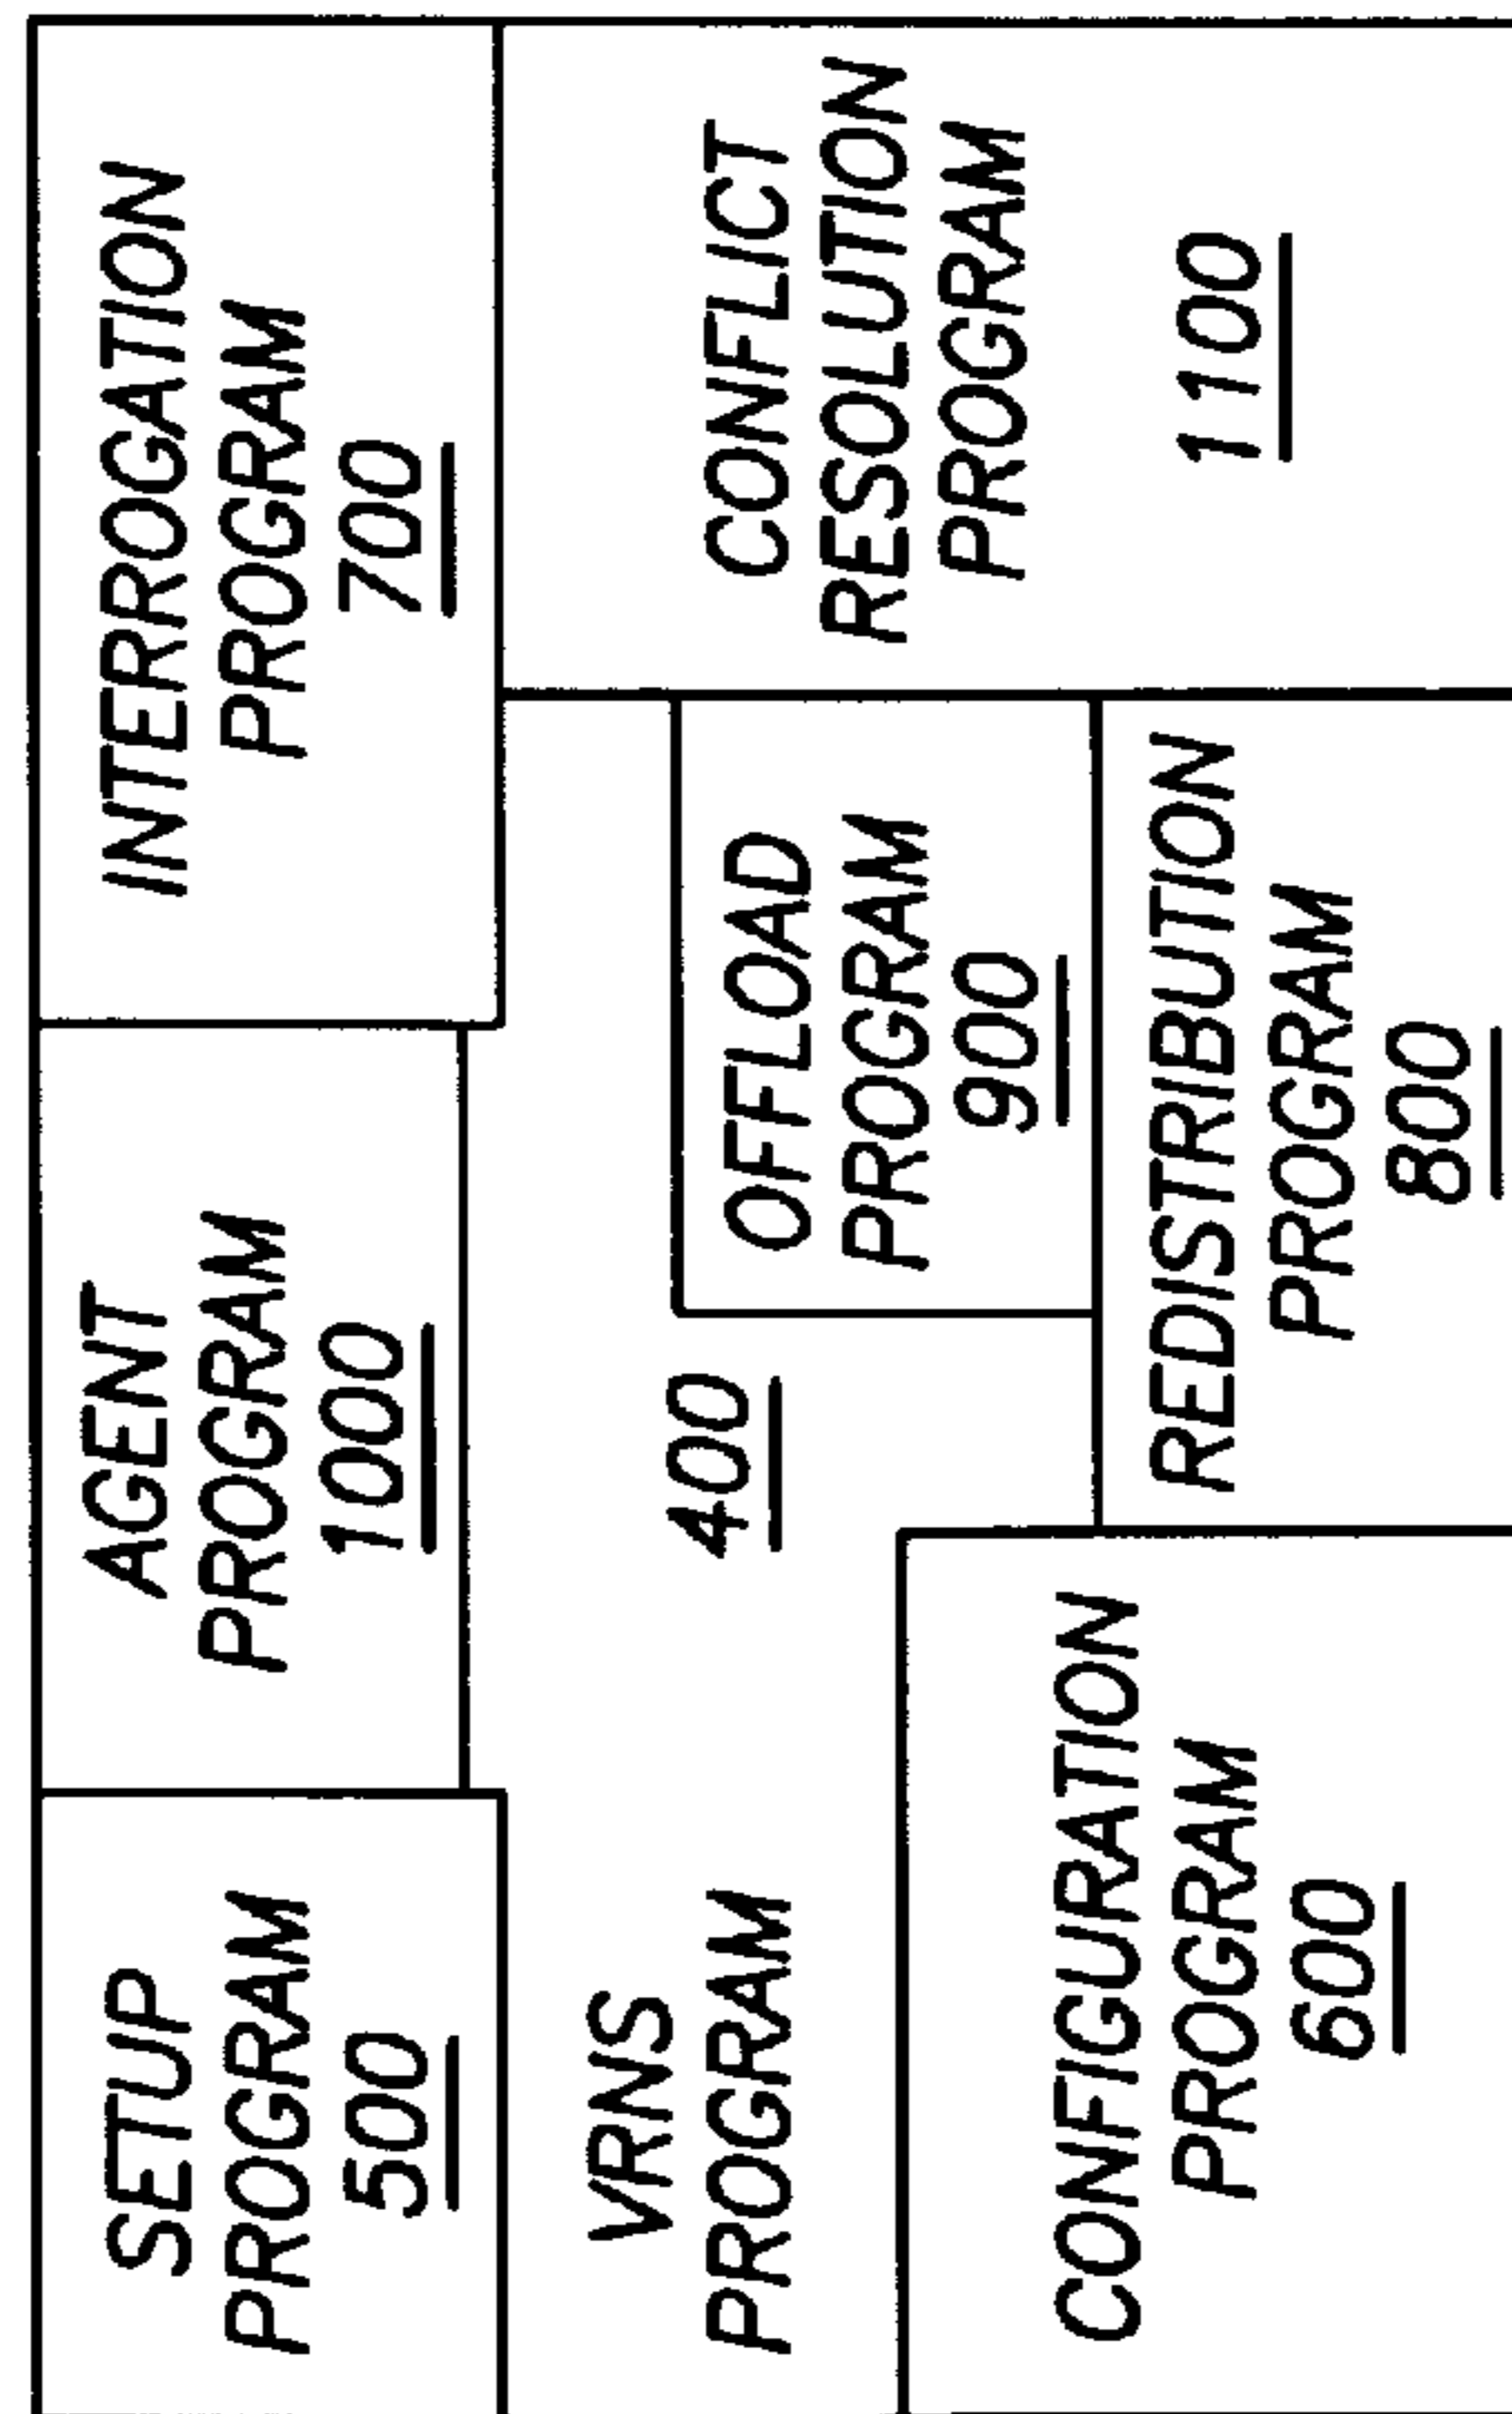 SETUP
PROGRAM
500
AGENT
PROGRAM
1000
INTERROGATION
PROGRAM
700
VRNS
PROGRAM
400
OFFLOAD
PROGRAM
900
CONFLICT
RESOLUTION
PROGRAM
1100
CONFIGURATION
PROGRAM
600
REDISTRIBUTION
PROGRAM
800